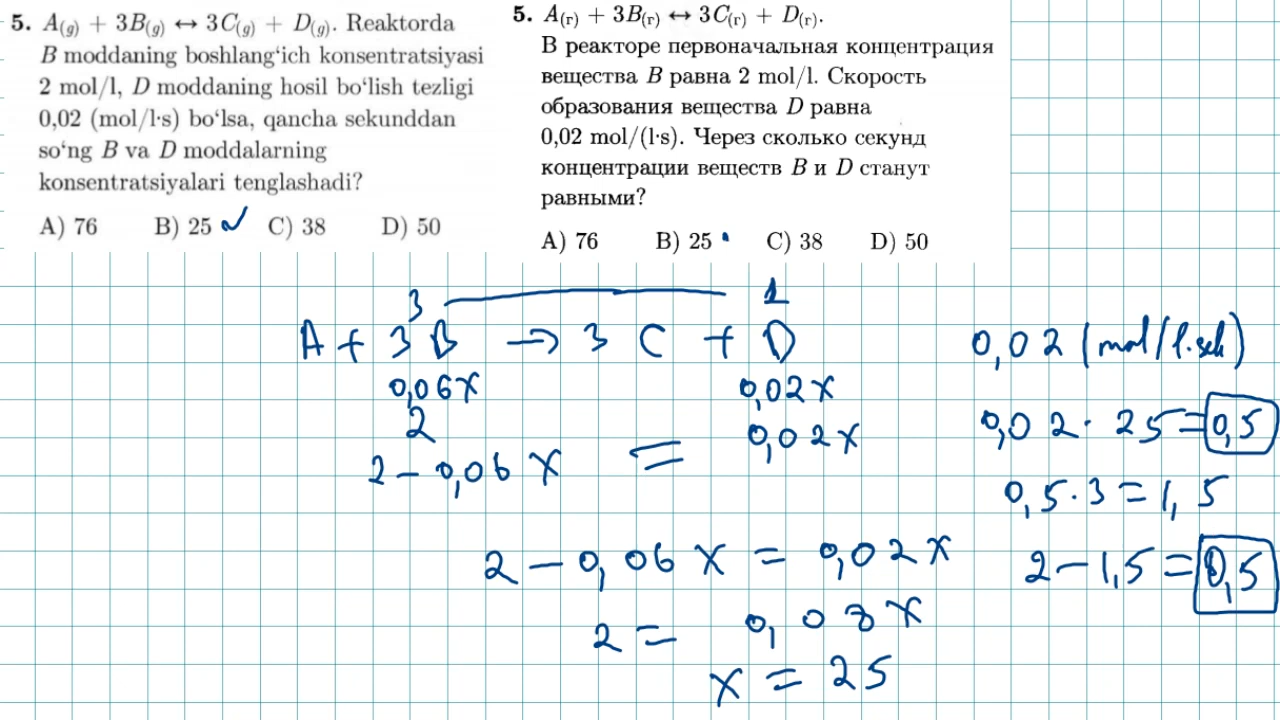 5. A(g) + 3B(g) ↔ 3C(g) + D(g). Reaktorda
B moddaning boshlang‘ich konsentratsiyasi
2 mol/l, D moddaning hosil bo‘lish tezligi
0,02 (mol/l·s) bo‘lsa, qancha sekunddan
so‘ng B va D moddalarning
konsentratsiyalari tenglashadi?
A) 76 B) 25 ✓ C) 38 D) 50
5. A(г) + 3B(г) ↔ 3C(г) + D(г).
В реакторе первоначальная концентрация
вещества B равна 2 mol/l. Скорость
образования вещества D равна
0,02 mol/(l·s). Через сколько секунд
концентрации веществ B и D станут
равными?
A) 76 B) 25 C) 38 D) 50
3 1
A + 3B → 3C + D
0,06x 0,02x
2 0,02x
2 – 0,06x =
2 – 0,06x = 0,02x
2 = 0,08x
x = 25
0,02 (mol/l.sek)
0,02 · 25 = 0,5
0,5 · 3 = 1,5
2 – 1,5 = 0,5